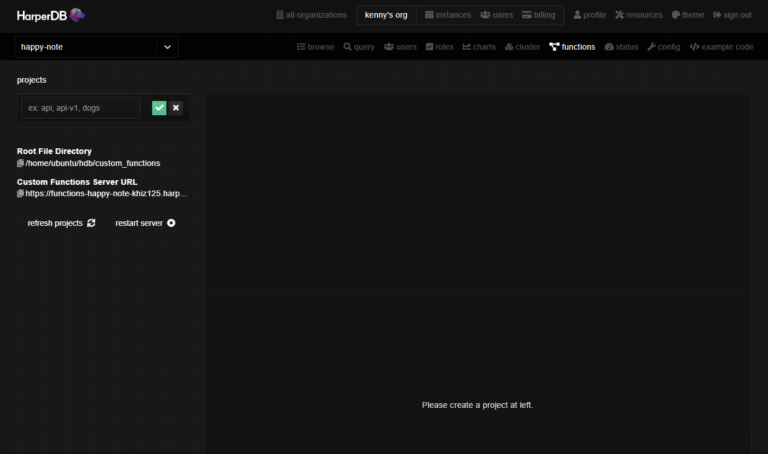 HarperDB
all organizations
kenny's org
instances
users
billing
profile
resources
theme
sign out
happy-note
browse
query
users
roles
charts
cluster
functions
status
config
example code
projects
ex: api, api-v1, dogs
Root File Directory
/home/ubuntu/hdb/custom_functions
Custom Functions Server URL
https://functions-happy-note-khiz125.harp...
refresh projects
restart server
Please create a project at left.